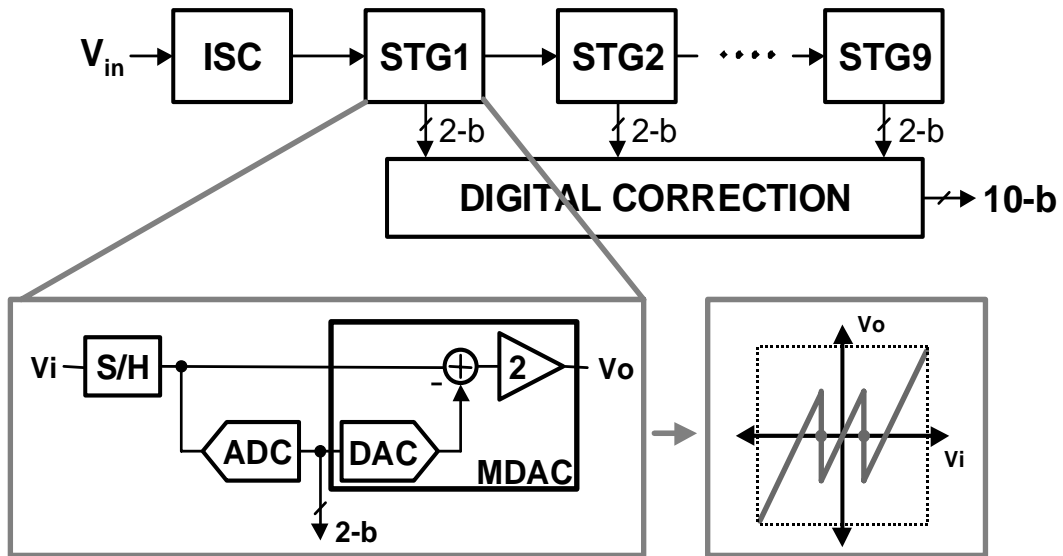 Vin
ISC
STG1
STG2
STG9
2-b
2-b
2-b
DIGITAL CORRECTION
10-b
Vi
S/H
+
-
2
Vo
ADC
DAC
MDAC
2-b
Vo
Vi